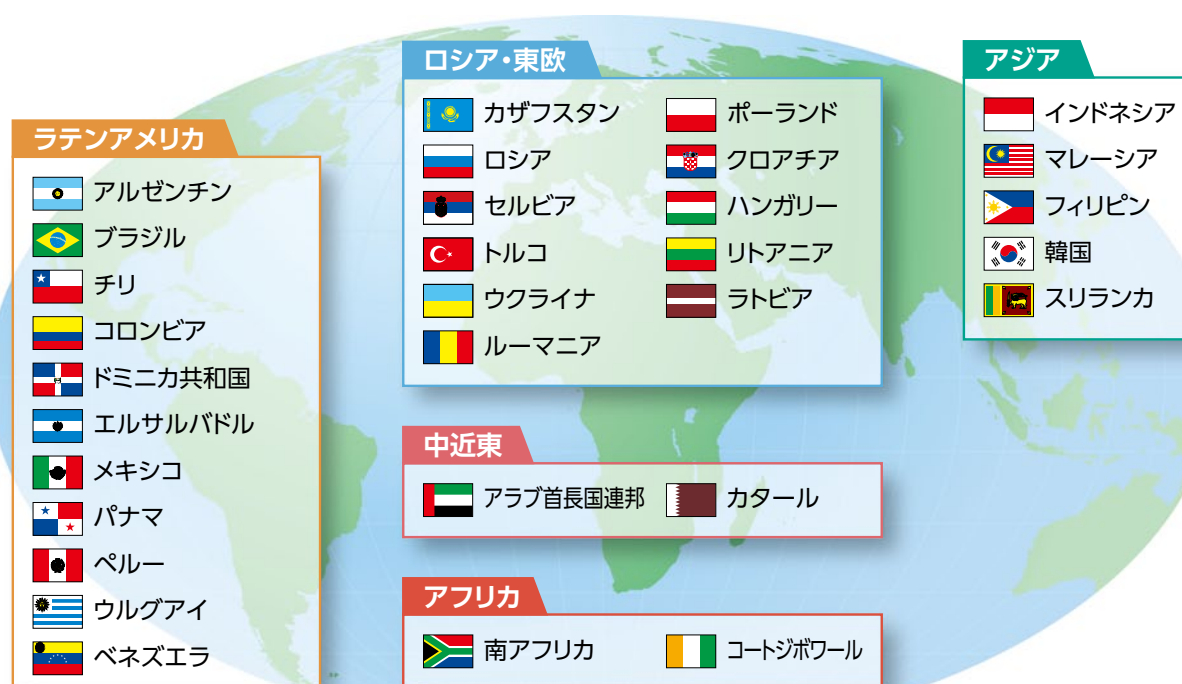 ラテンアメリカ
アルゼンチン
ブラジル
チリ
コロンビア
ドミニカ共和国
エルサルバドル
メキシコ
パナマ
ペルー
ウルグアイ
ベネズエラ
ロシア・東欧
カザフスタン
ロシア
セルビア
トルコ
ウクライナ
ルーマニア
ポーランド
クロアチア
ハンガリー
リトアニア
ラトビア
中近東
アラブ首長国連邦
カタール
アフリカ
南アフリカ
コートジボワール
アジア
インドネシア
マレーシア
フィリピン
韓国
スリランカ